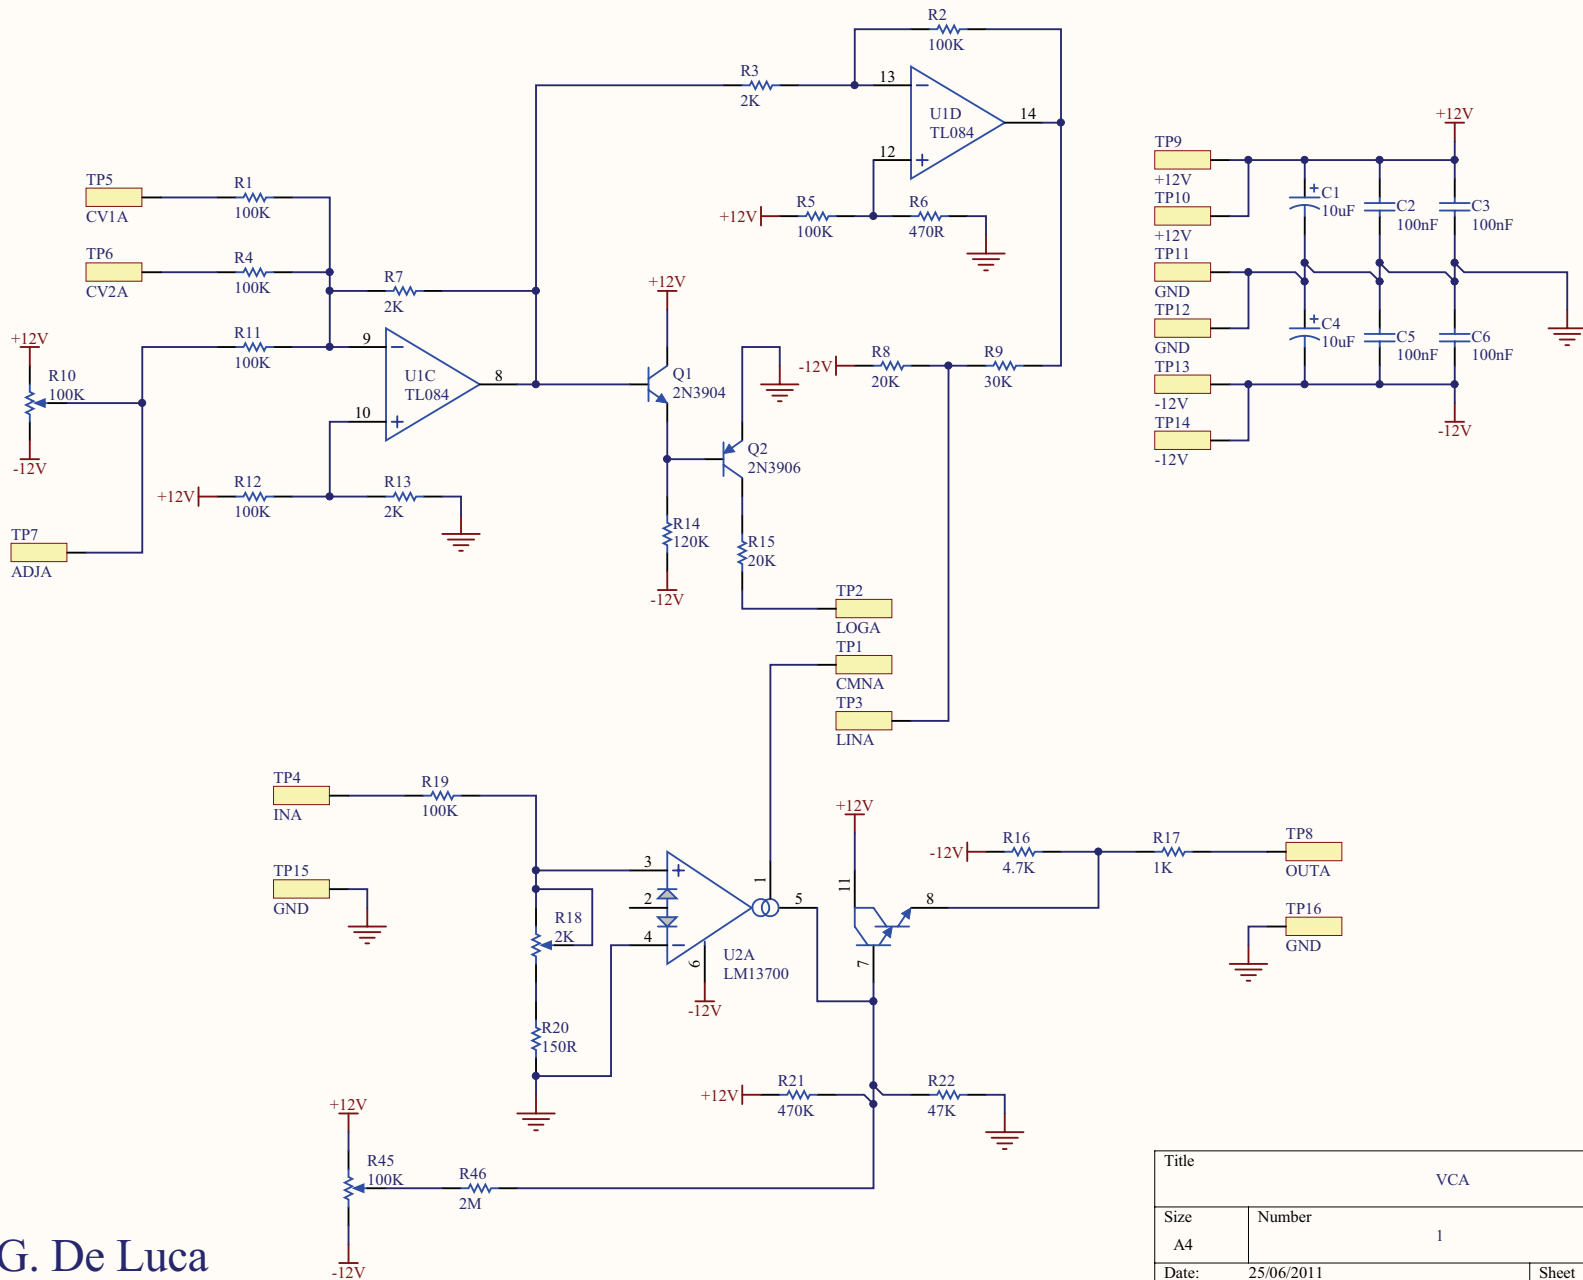 R2
100K
R3
2K
13
U1D
TL084
14
12
+12V
R5
100K
R6
470R
TP5
CV1A
R1
100K
TP6
CV2A
R4
100K
R7
2K
+12V
R10
100K
-12V
R11
100K
9
U1C
TL084
8
10
+12V
R12
100K
R13
2K
TP7
ADJA
+12V
Q1
2N3904
Q2
2N3906
R14
120K
-12V
R15
20K
-12V
R8
20K
R9
30K
TP2
LOGA
TP1
CMNA
TP3
LINA
+12V
TP9
+12V
TP10
+12V
TP11
GND
TP12
GND
TP13
-12V
TP14
-12V
C1
10uF
C2
100nF
C3
100nF
C4
10uF
C5
100nF
C6
100nF
-12V
TP4
INA
R19
100K
TP15
GND
3
2
4
1
5
6
R18
2K
U2A
LM13700
-12V
R20
150R
+12V
11
8
7
-12V
R16
4.7K
R17
1K
TP8
OUTA
TP16
GND
+12V
R21
470K
R22
47K
+12V
R45
100K
-12V
R46
2M
G. De Luca
Title
VCA
Size
A4
Number
1
Date:
25/06/2011
Sheet